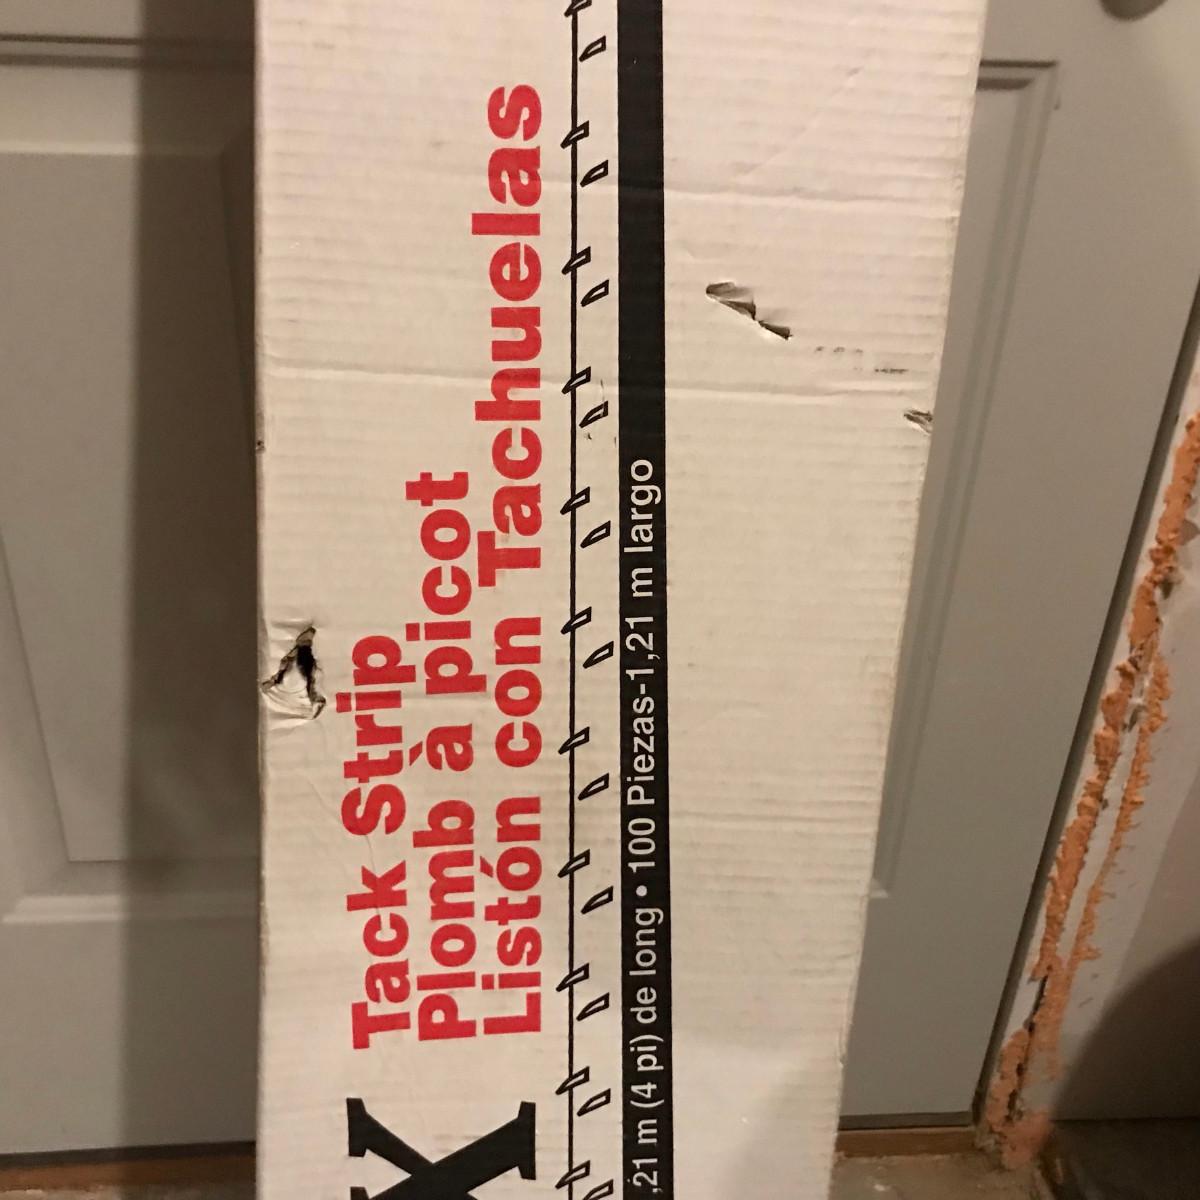 X
Tack Strip
Plomb à picot
Listón con Tachuelas
,21 m (4 pi) de long • 100 Piezas-1,21 m largo